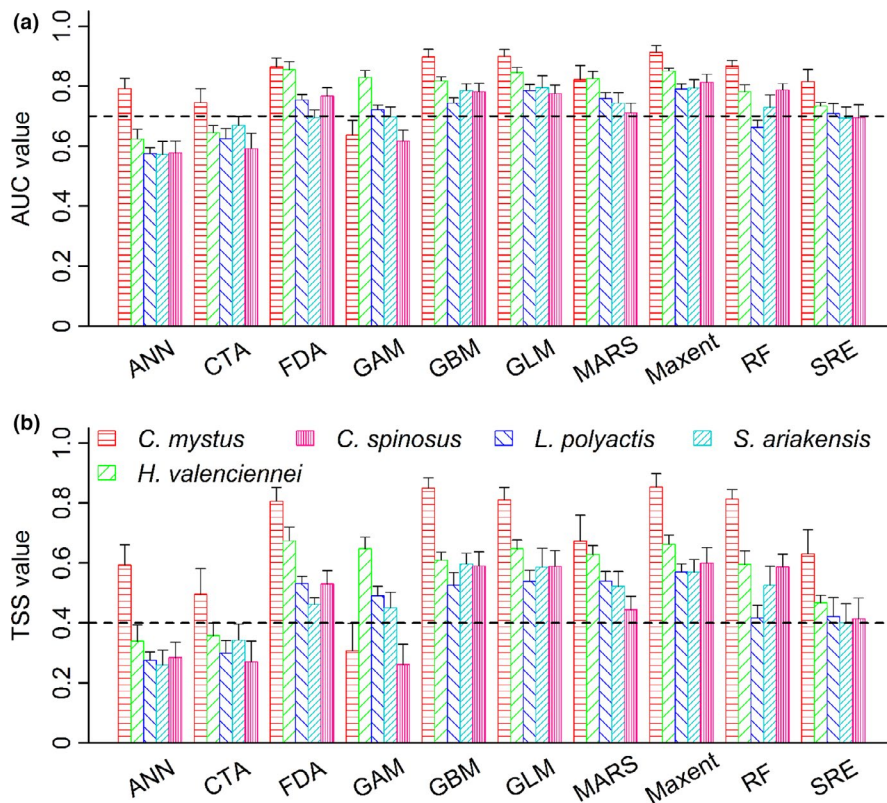 (a)
AUC value
1.0
0.8
0.6
0.4
0.2
0
ANN CTA FDA GAM GBM GLM MARS Maxent RF SRE
(b)
TSS value
1.0
0.8
0.6
0.4
0.2
0
C. mystus C. spinosus L. polyactis S. ariakensis
H. valenciennei
ANN CTA FDA GAM GBM GLM MARS Maxent RF SRE